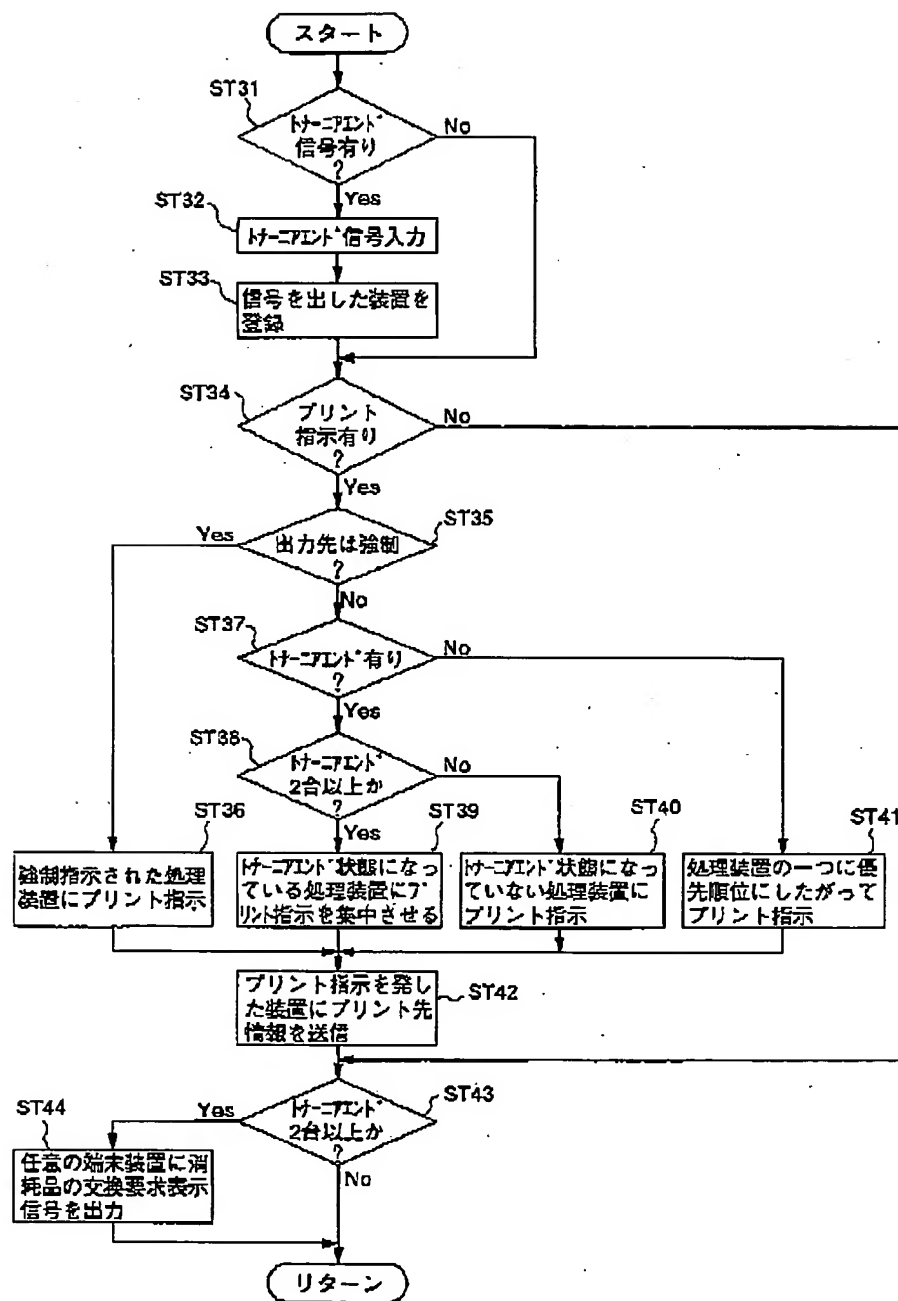 スタート
ST31
トナーニアエンド
信号有り
?
No
Yes
ST32
トナーニアエンド信号入力
ST33
信号を出した装置を
登録
ST34
プリント
指示有り
?
No
Yes
ST35
出力先は強制
?
Yes
No
ST37
トナーニアエンド有り
?
No
Yes
ST38
トナーニアエンド
2台以上か
?
No
Yes
ST36
強制指示された処理
装置にプリント指示
ST39
トナーニアエンド状態になっ
ている処理装置にプ
リント指示を集中させる
ST40
トナーニアエンド状態になっ
ていない処理装置に
プリント指示
ST41
処理装置の一つに優
先順位にしたがって
プリント指示
ST42
プリント指示を発し
た装置にプリント先
情報を送信
ST43
トナーニアエンド
2台以上か
?
Yes
No
ST44
任意の端末装置に消
耗品の交換要求表示
信号を出力
リターン